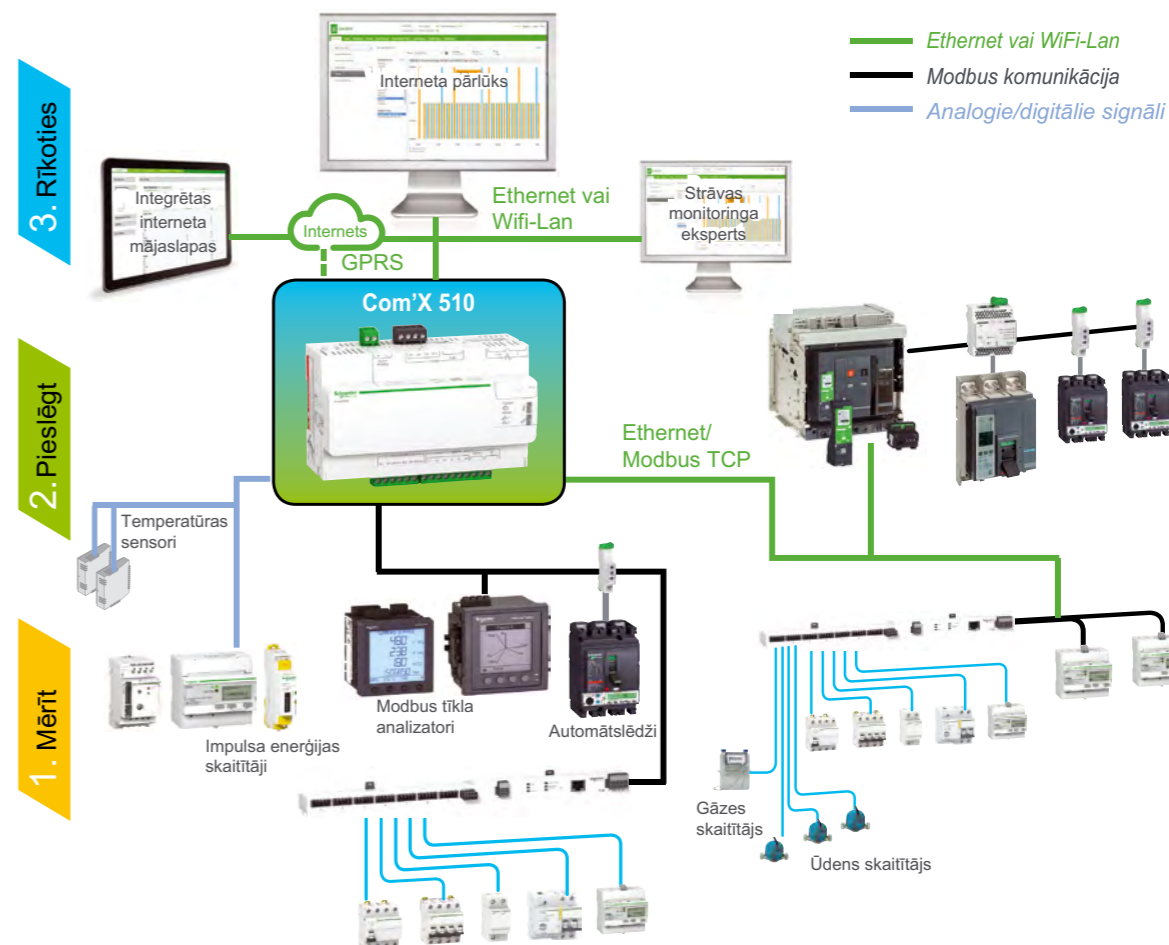 Ethernet vai WiFi-Lan
Modbus komunikācija
Analogie/digitālie signāli
3. Rīkoties
Interneta pārlūks
Integrētas
interneta
mājaslapas
Internets
Ethernet vai
Wifi-Lan
Strāvas
monitoringa
eksperts
GPRS
Com’X 510
2. Pieslēgt
Ethernet/
Modbus TCP
Temperatūras
sensori
1. Mērīt
Impulsa enerģijas
skaitītāji
Modbus tīkla
analizatori
Automātslēdži
Gāzes
skaitītājs
Ūdens skaitītājs